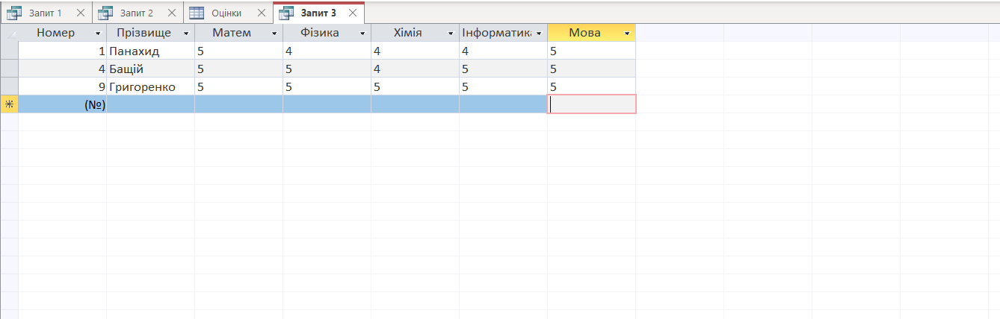 Запит 1 Запит 2 Оцінки Запит 3
Номер Прізвище Матем Фізика Хімія Інформатика Мова
1 Панахид 5 4 4 4 5
4 Бащій 5 5 4 5 5
9 Григоренко 5 5 5 5 5
(№)